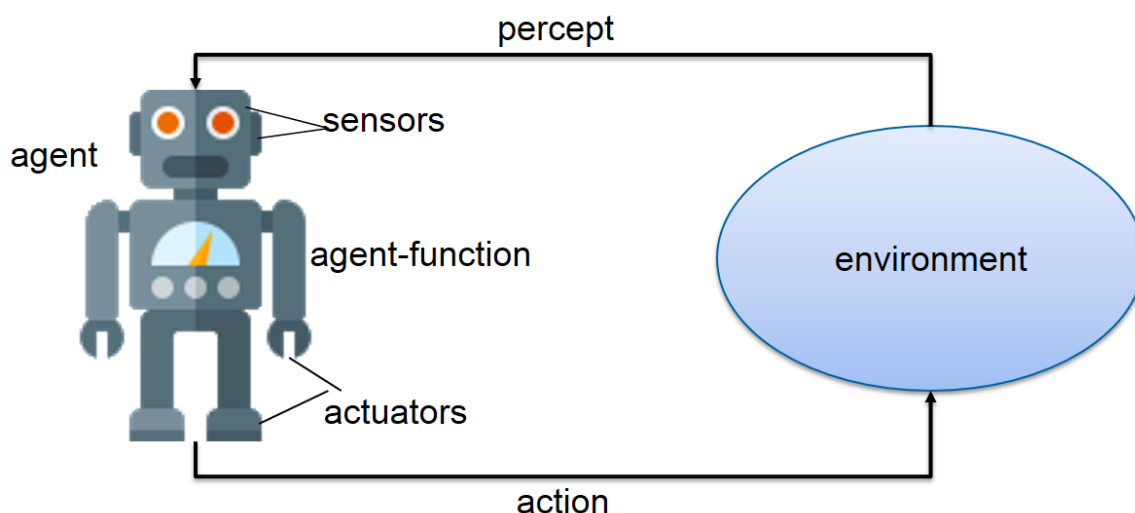 percept
sensors
agent
agent-function
environment
actuators
action